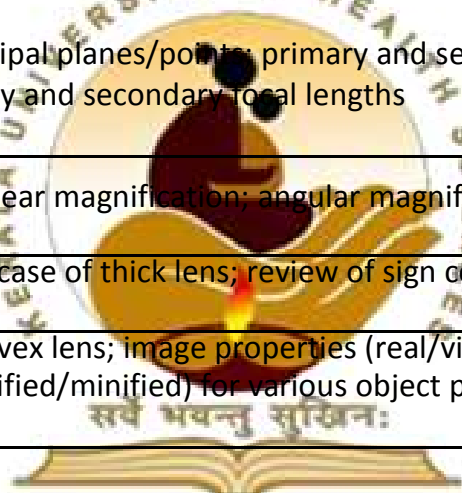 ipal planes/points; primary and se
y and secondary focal lengths
ear magnification; angular magnif
case of thick lens; review of sign c
vex lens; image properties (real/vi
ified/minified) for various object p
सर्वे भवन्तु सुखिन: